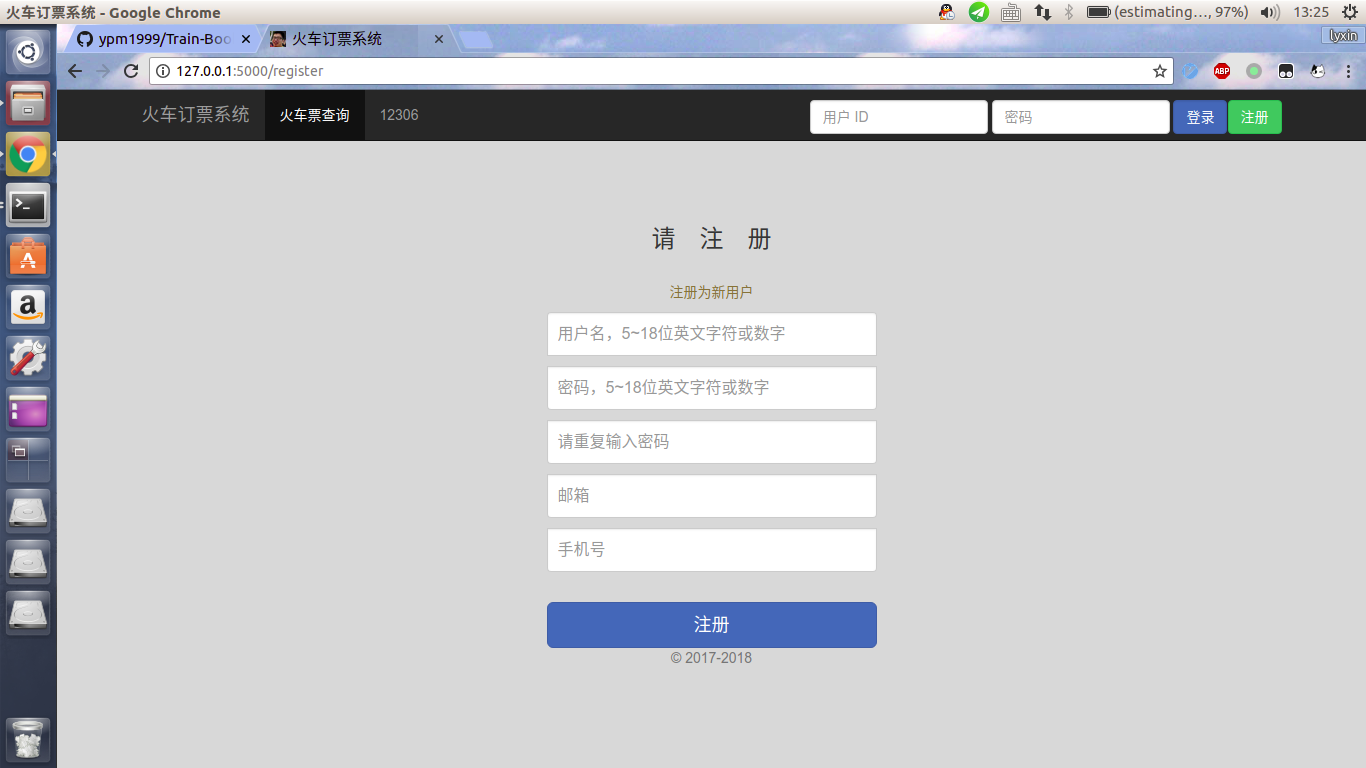 火车订票系统 - Google Chrome
(estimating..., 97%)
13:25
ypm1999/Train-Boo
火车订票系统
lyxin
127.0.0.1:5000/register
ABP
火车订票系统
火车票查询
12306
用户 ID
密码
登录
注册
请 注 册
注册为新用户
用户名，5~18位英文字符或数字
密码，5~18位英文字符或数字
请重复输入密码
邮箱
手机号
注册
© 2017-2018